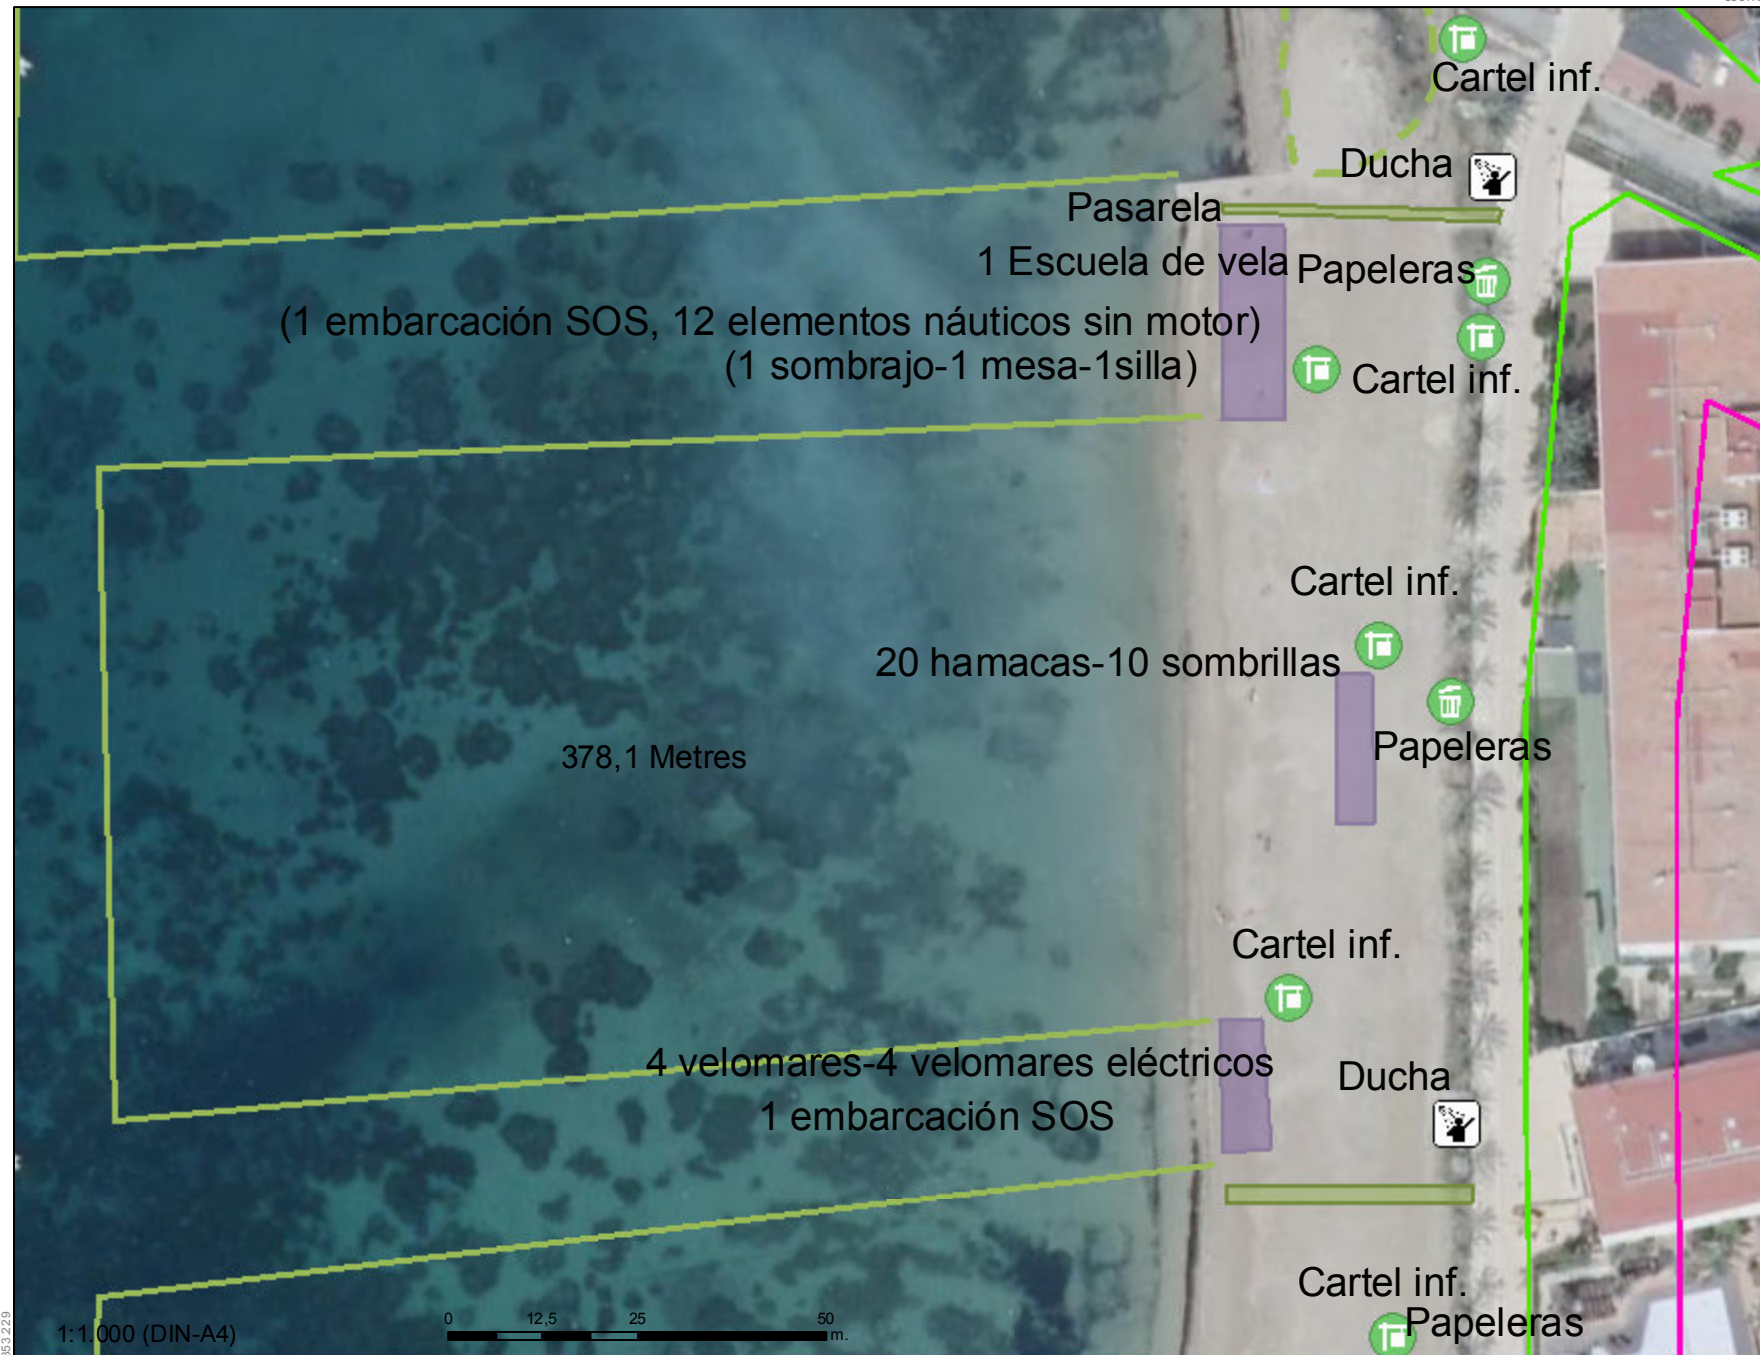 Cartel inf.
Ducha
Pasarela
1 Escuela de vela
Papeleras
(1 embarcación SOS, 12 elementos náuticos sin motor)
(1 sombrajo-1 mesa-1silla)
Cartel inf.
Cartel inf.
20 hamacas-10 sombrillas
Papeleras
378,1 Metres
Cartel inf.
4 velomares-4 velomares eléctricos
Ducha
1 embarcación SOS
Cartel inf.
Papeleras
0 12,5 25 50
m.
1:1.000 (DIN-A4)